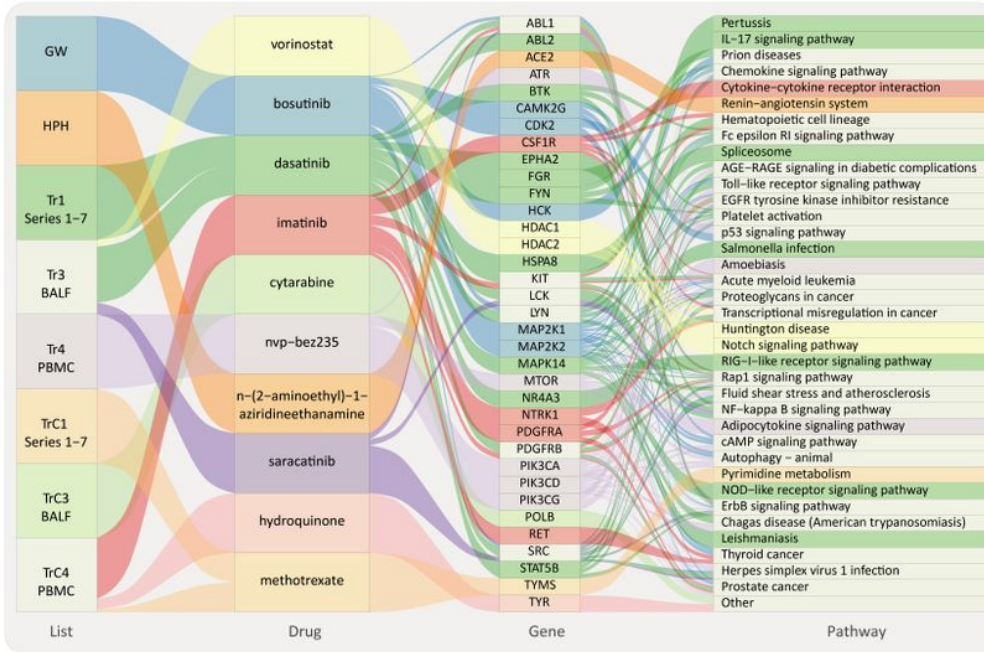 GW
HPH
Tr1
Series 1–7
Tr3
BALF
Tr4
PBMC
TrC1
Series 1–7
TrC3
BALF
TrC4
PBMC
List
vorinostat
bosutinib
dasatinib
imatinib
cytarabine
nvp–bez235
n–(2–aminoethyl)–1–
aziridineethanamine
saracatinib
hydroquinone
methotrexate
Drug
ABL1
ABL2
ACE2
ATR
BTK
CAMK2G
CDK2
CSF1R
EPHA2
FGR
FYN
HCK
HDAC1
HDAC2
HSPA8
KIT
LCK
LYN
MAP2K1
MAP2K2
MAPK14
MTOR
NR4A3
NTRK1
PDGFRA
PDGFRB
PIK3CA
PIK3CD
PIK3CG
POLB
RET
SRC
STAT5B
TYMS
TYR
Gene
Pertussis
IL–17 signaling pathway
Prion diseases
Chemokine signaling pathway
Cytokine–cytokine receptor interaction
Renin–angiotensin system
Hematopoietic cell lineage
Fc epsilon RI signaling pathway
Spliceosome
AGE–RAGE signaling in diabetic complications
Toll–like receptor signaling pathway
EGFR tyrosine kinase inhibitor resistance
Platelet activation
p53 signaling pathway
Salmonella infection
Amoebiasis
Acute myeloid leukemia
Proteoglycans in cancer
Transcriptional misregulation in cancer
Huntington disease
Notch signaling pathway
RIG–I–like receptor signaling pathway
Rap1 signaling pathway
Fluid shear stress and atherosclerosis
NF–kappa B signaling pathway
Adipocytokine signaling pathway
cAMP signaling pathway
Autophagy – animal
Pyrimidine metabolism
NOD–like receptor signaling pathway
ErbB signaling pathway
Chagas disease (American trypanosomiasis)
Leishmaniasis
Thyroid cancer
Herpes simplex virus 1 infection
Prostate cancer
Other
Pathway